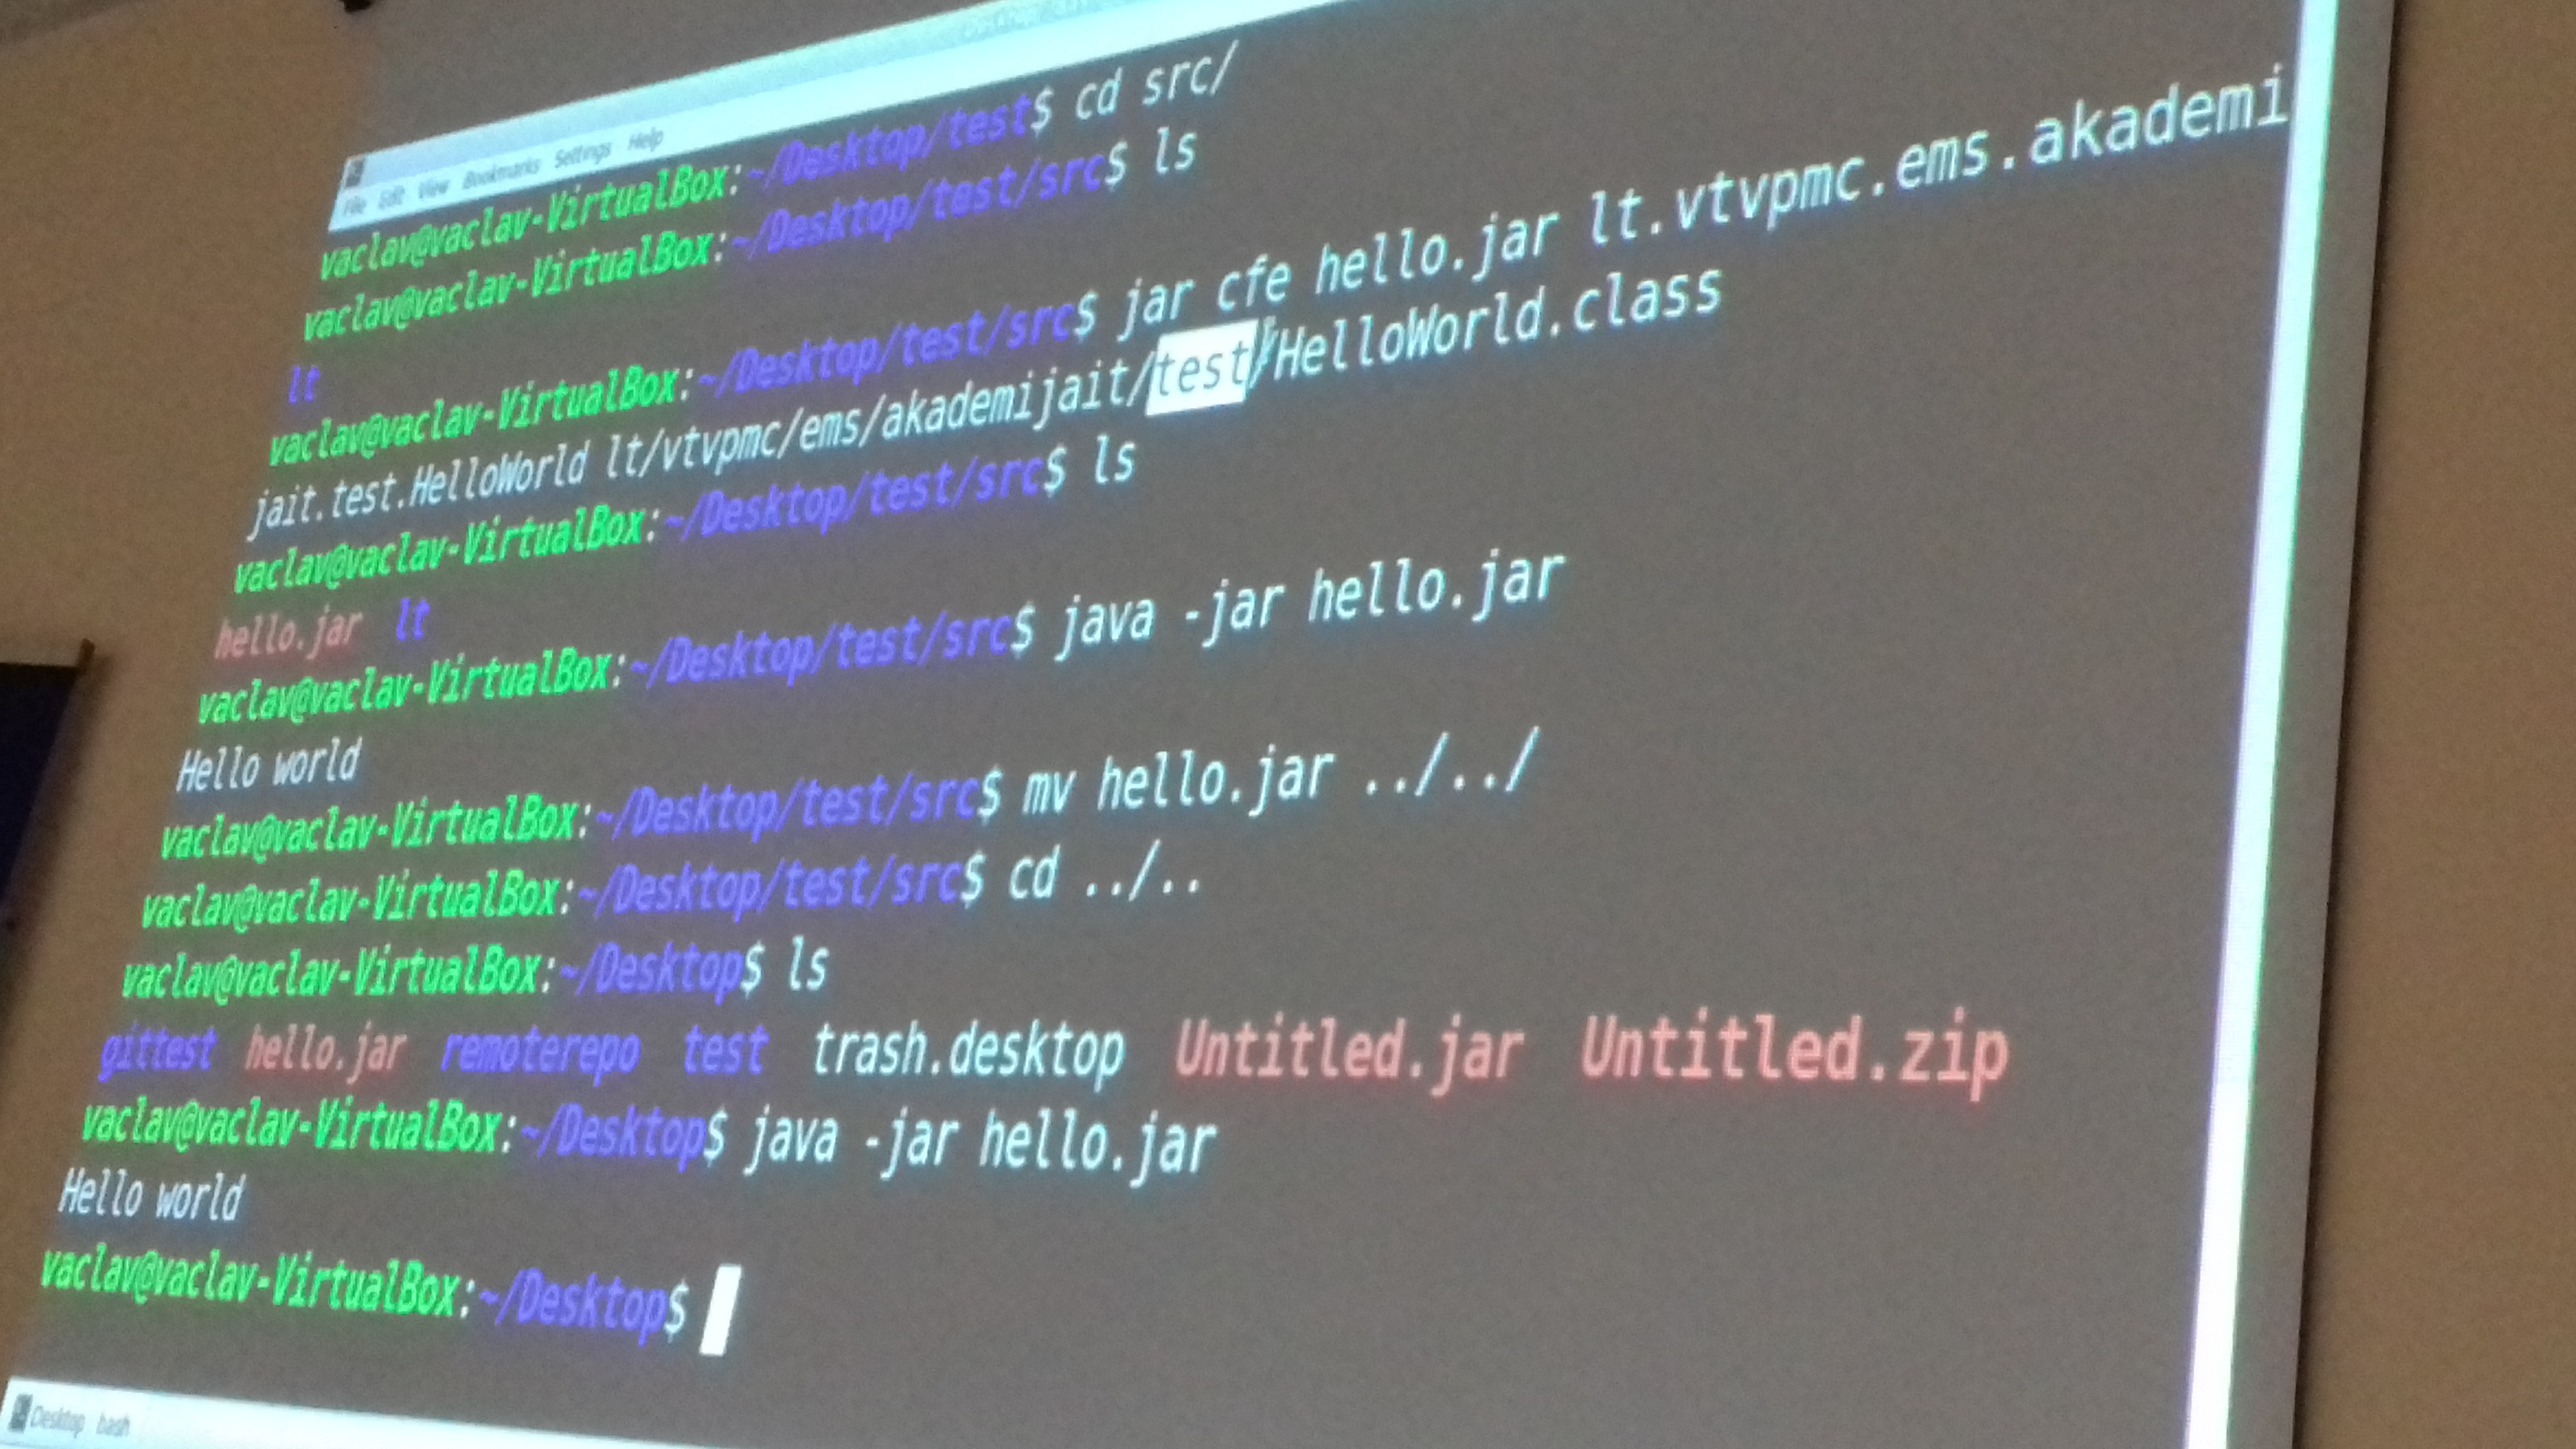 File Edit View Bookmarks Settings Help
vaclav@vaclav-VirtualBox:~/Desktop/test$ cd src/
vaclav@vaclav-VirtualBox:~/Desktop/test/src$ ls
lt
vaclav@vaclav-VirtualBox:~/Desktop/test/src$ jar cfe hello.jar lt.vtvpmc.ems.akademi
jait.test.HelloWorld lt/vtvpmc/ems/akademijait/test/HelloWorld.class
vaclav@vaclav-VirtualBox:~/Desktop/test/src$ ls
hello.jar lt
vaclav@vaclav-VirtualBox:~/Desktop/test/src$ java -jar hello.jar
Hello world
vaclav@vaclav-VirtualBox:~/Desktop/test/src$ mv hello.jar ../../
vaclav@vaclav-VirtualBox:~/Desktop/test/src$ cd ../..
vaclav@vaclav-VirtualBox:~/Desktop$ ls
gittest hello.jar remoterepo test trash.desktop Untitled.jar Untitled.zip
vaclav@vaclav-VirtualBox:~/Desktop$ java -jar hello.jar
Hello world
vaclav@vaclav-VirtualBox:~/Desktop$
Desktop bash